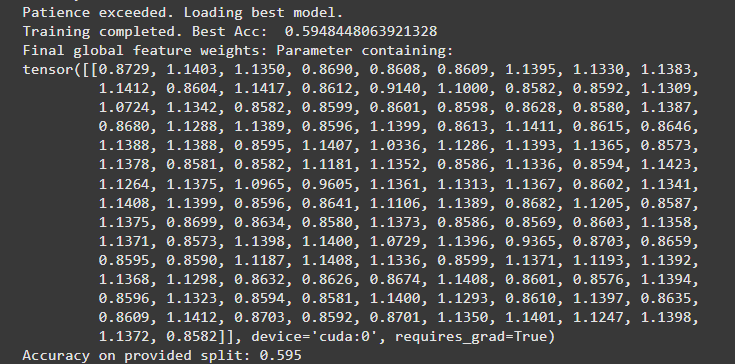 Patience exceeded. Loading best model.
Training completed. Best Acc:  0.5948448063921328
Final global feature weights: Parameter containing:
tensor([[0.8729, 1.1403, 1.1350, 0.8690, 0.8608, 0.8609, 1.1395, 1.1330, 1.1383,
1.1412, 0.8604, 1.1417, 0.8612, 0.9140, 1.1000, 0.8582, 0.8592, 1.1309,
1.0724, 1.1342, 0.8582, 0.8599, 0.8601, 0.8598, 0.8628, 0.8580, 1.1387,
0.8680, 1.1288, 1.1389, 0.8596, 1.1399, 0.8613, 1.1411, 0.8615, 0.8646,
1.1388, 1.1388, 0.8595, 1.1407, 1.0336, 1.1286, 1.1393, 1.1365, 0.8573,
1.1378, 0.8581, 0.8582, 1.1181, 1.1352, 0.8586, 1.1336, 0.8594, 1.1423,
1.1264, 1.1375, 1.0965, 0.9605, 1.1361, 1.1313, 1.1367, 0.8602, 1.1341,
1.1408, 1.1399, 0.8596, 0.8641, 1.1106, 1.1389, 0.8682, 1.1205, 0.8587,
1.1375, 0.8699, 0.8634, 0.8580, 1.1373, 0.8586, 0.8569, 0.8603, 1.1358,
1.1371, 0.8573, 1.1398, 1.1400, 1.0729, 1.1396, 0.9365, 0.8703, 0.8659,
0.8595, 0.8590, 1.1187, 1.1408, 1.1336, 0.8599, 1.1371, 1.1193, 1.1392,
1.1368, 1.1298, 0.8632, 0.8626, 0.8674, 1.1408, 0.8601, 0.8576, 1.1394,
0.8596, 1.1323, 0.8594, 0.8581, 1.1400, 1.1293, 0.8610, 1.1397, 0.8635,
0.8609, 1.1412, 0.8703, 0.8592, 0.8701, 1.1350, 1.1401, 1.1247, 1.1398,
1.1372, 0.8582]], device='cuda:0', requires_grad=True)
Accuracy on provided split: 0.595